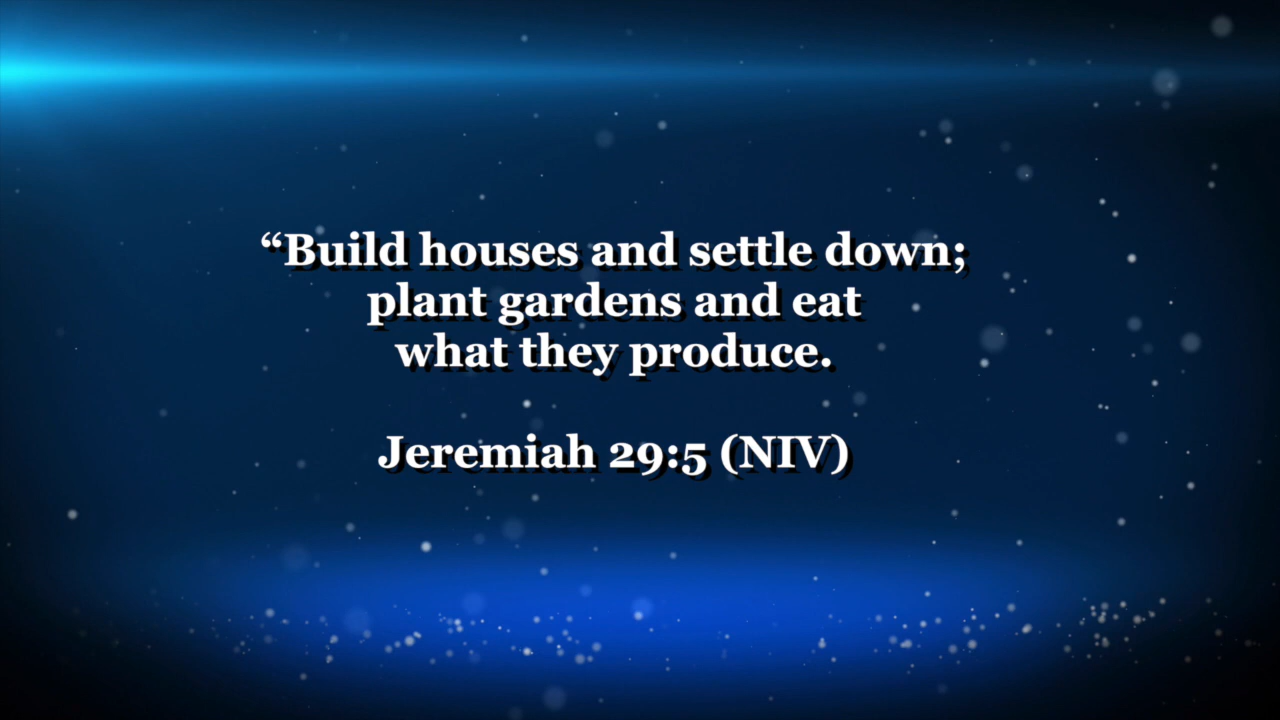 “Build houses and settle down;
plant gardens and eat
what they produce.
Jeremiah 29:5 (NIV)